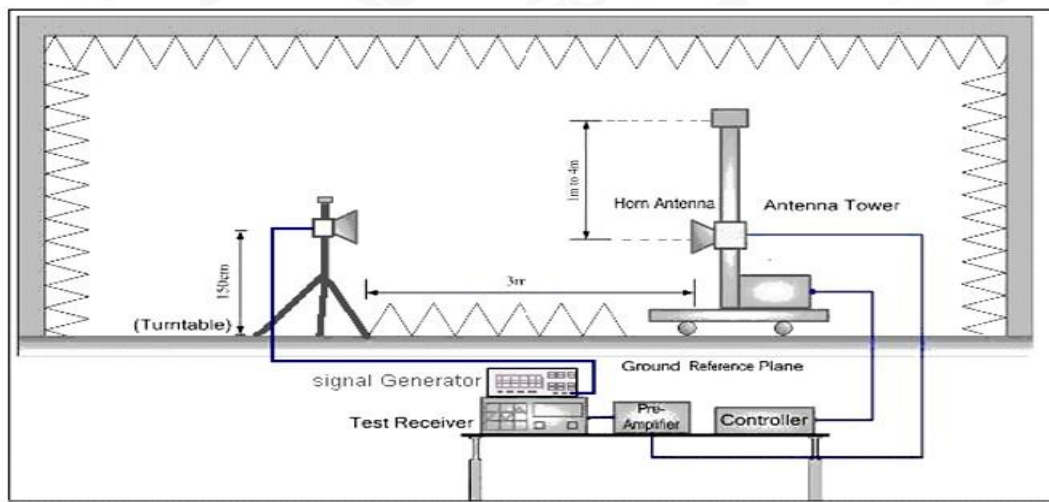 1m to 4m
Horn Antenna
Antenna Tower
150cm
3m
(Turntable)
Ground Reference Plane
signal Generator
Test Receiver
Pre-
Amplifier
Controller